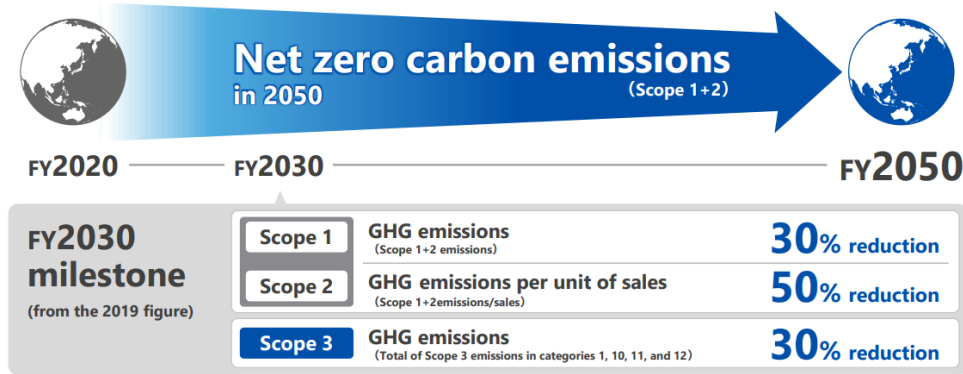 Net zero carbon emissions
in 2050
(Scope 1+2)
FY2020
FY2030
FY2050
FY2030
milestone
(from the 2019 figure)
Scope 1
GHG emissions
(Scope 1+2 emissions)
30% reduction
Scope 2
GHG emissions per unit of sales
(Scope 1+2emissions/sales)
50% reduction
Scope 3
GHG emissions
(Total of Scope 3 emissions in categories 1, 10, 11, and 12)
30% reduction